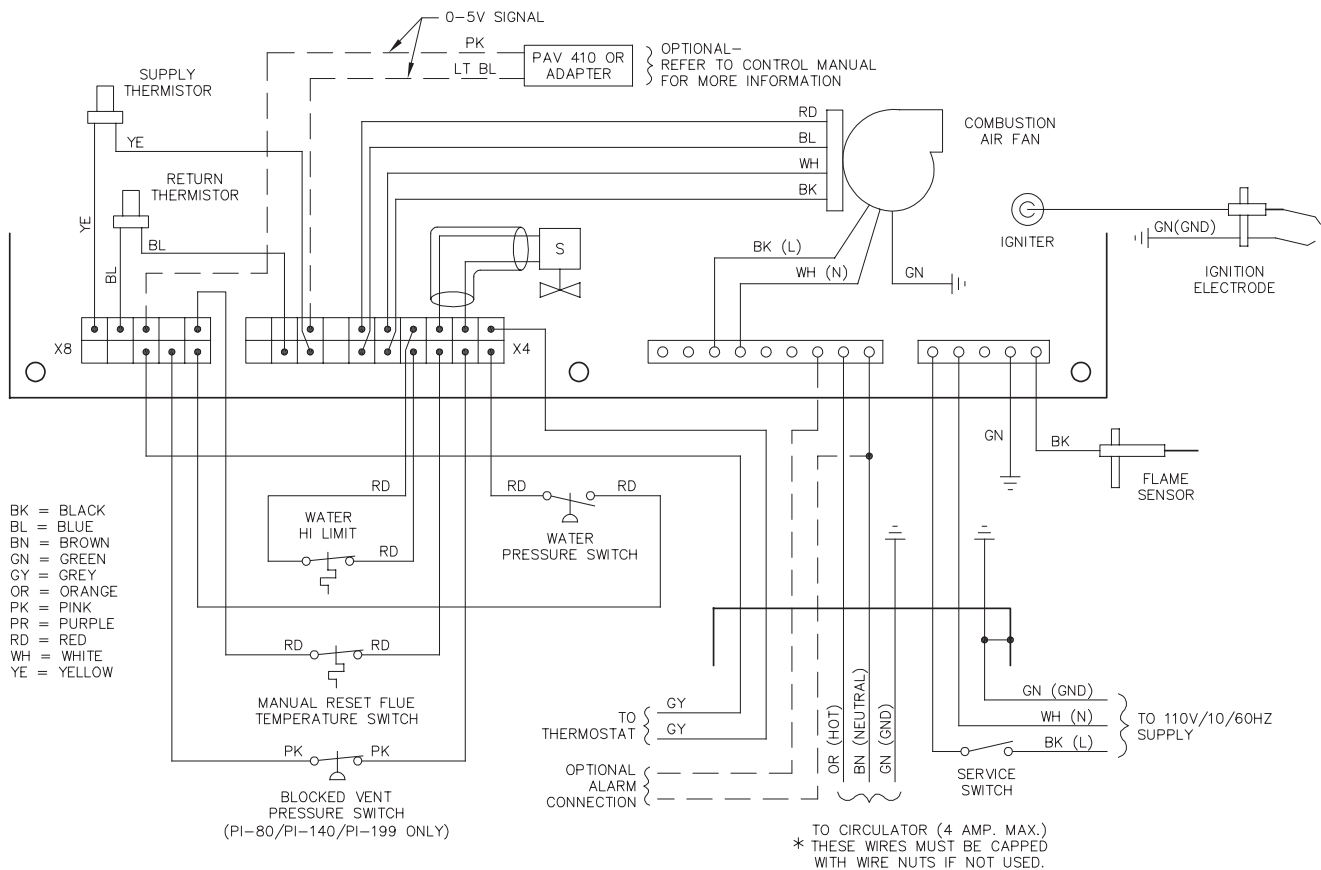 0-5V SIGNAL
PK
LT BL
PAV 410 OR
ADAPTER
OPTIONAL-
REFER TO CONTROL MANUAL
FOR MORE INFORMATION
SUPPLY
THERMISTOR
YE
RETURN
THERMISTOR
YE
BL
BL
RD
BL
WH
BK
COMBUSTION
AIR FAN
BK (L)
WH (N)
GN
S
IGNITER
GN(GND)
IGNITION
ELECTRODE
X8
X4
GN
BK
FLAME
SENSOR
BK = BLACK
BL = BLUE
BN = BROWN
GN = GREEN
GY = GREY
OR = ORANGE
PK = PINK
PR = PURPLE
RD = RED
WH = WHITE
YE = YELLOW
RD
WATER
HI LIMIT
RD
RD
RD
WATER
PRESSURE SWITCH
RD
RD
MANUAL RESET FLUE
TEMPERATURE SWITCH
PK
PK
BLOCKED VENT
PRESSURE SWITCH
(PI-80/PI-140/PI-199 ONLY)
TO
THERMOSTAT
GY
GY
OPTIONAL
ALARM
CONNECTION
OR (HOT)
BN (NEUTRAL)
GN (GND)
GN (GND)
WH (N)
BK (L)
TO 110V/10/60HZ
SUPPLY
SERVICE
SWITCH
TO CIRCULATOR (4 AMP. MAX.)
* THESE WIRES MUST BE CAPPED
WITH WIRE NUTS IF NOT USED.